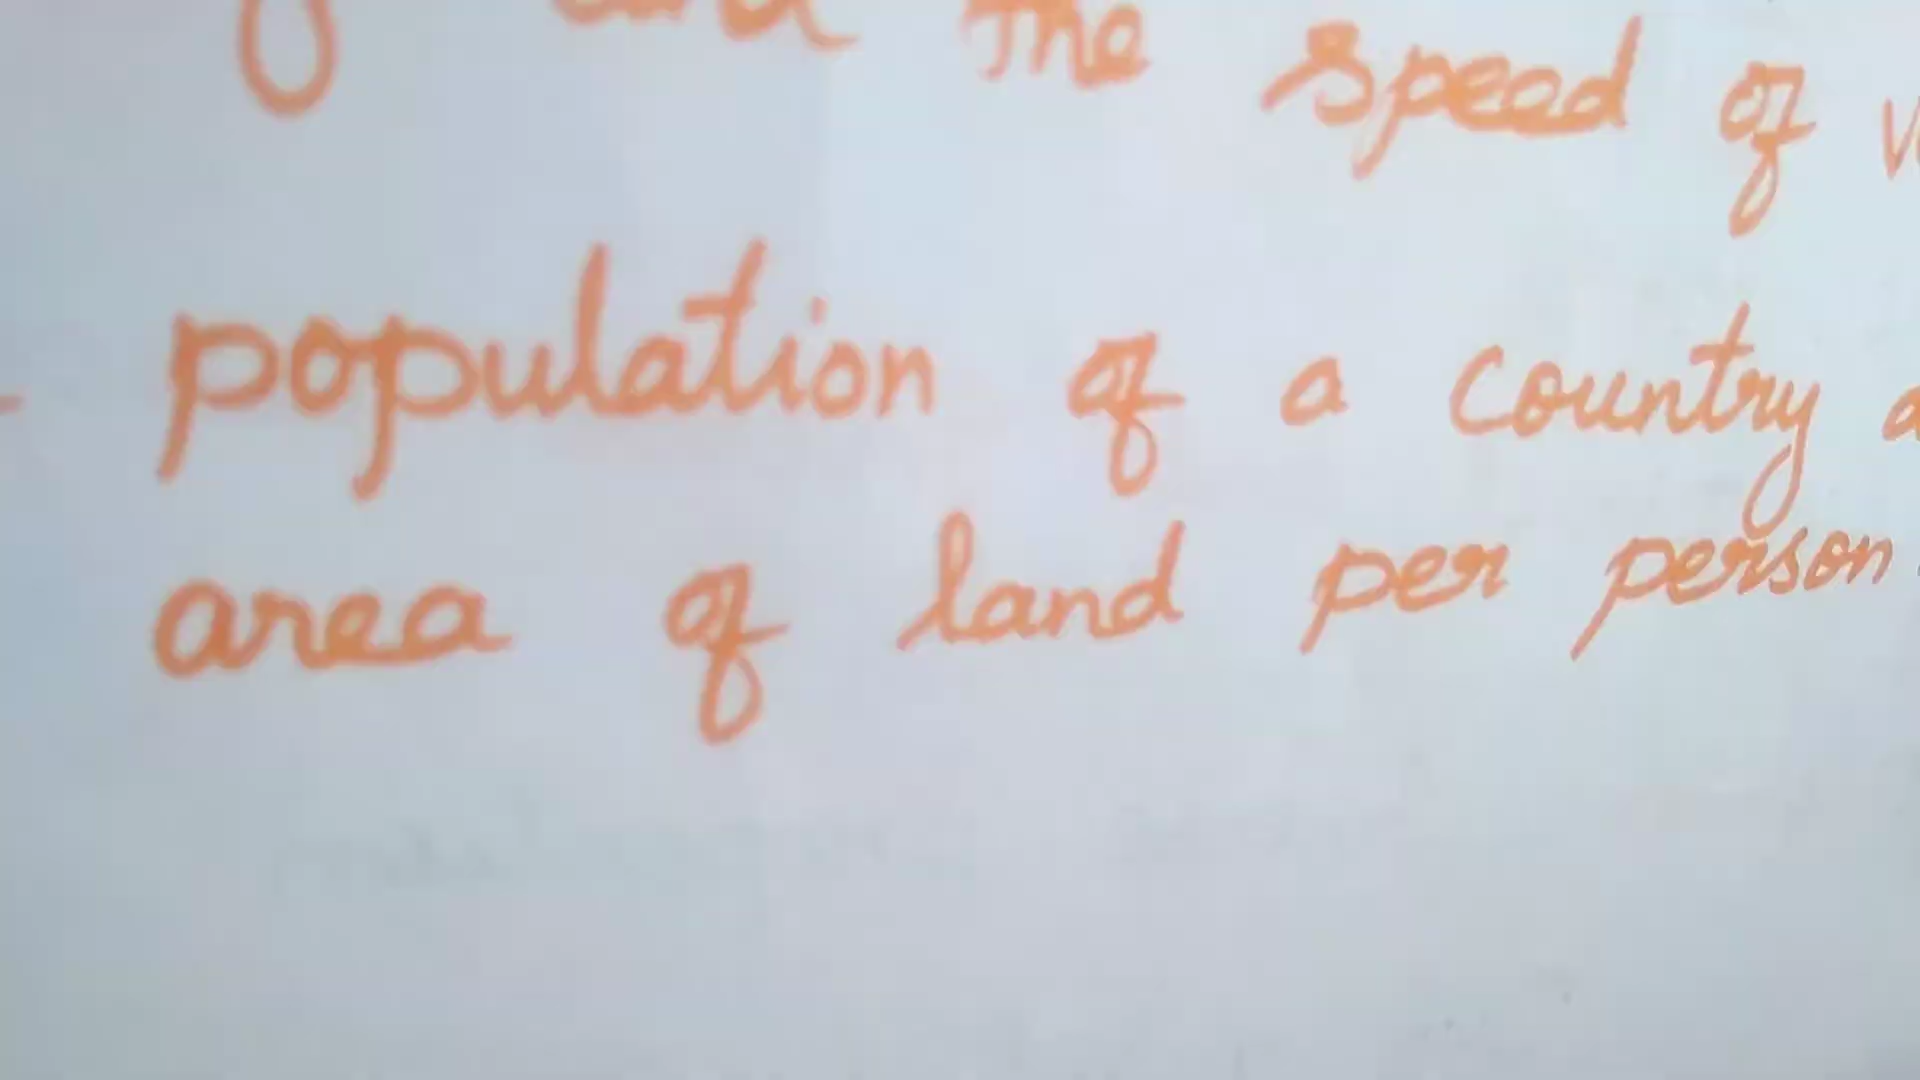 the speed of
population of a country
area of land per person